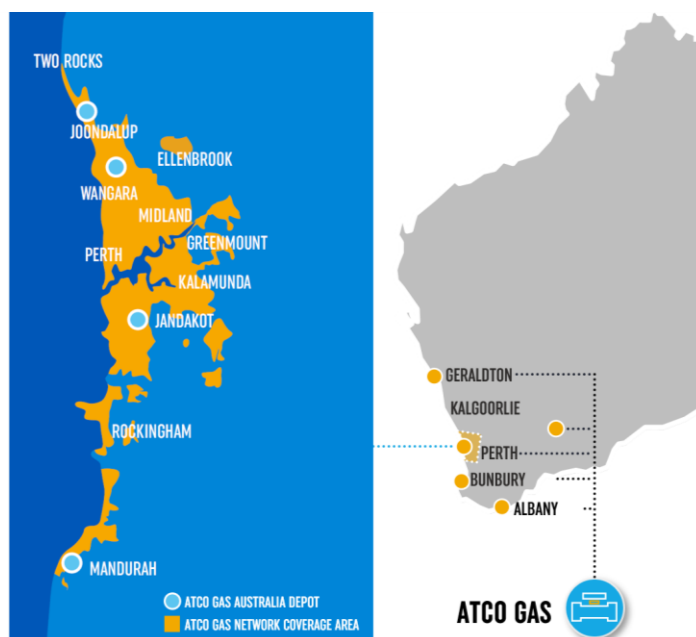 TWO ROCKS
JOONDALUP
ELLENBROOK
WANGARA
MIDLAND
GREENMOUNT
PERTH
KALAMUNDA
JANDAKOT
ROCKINGHAM
MANDURAH
ATCO GAS AUSTRALIA DEPOT
ATCO GAS NETWORK COVERAGE AREA
GERALDTON
KALGOORLIE
PERTH
BUNBURY
ALBANY
ATCO GAS